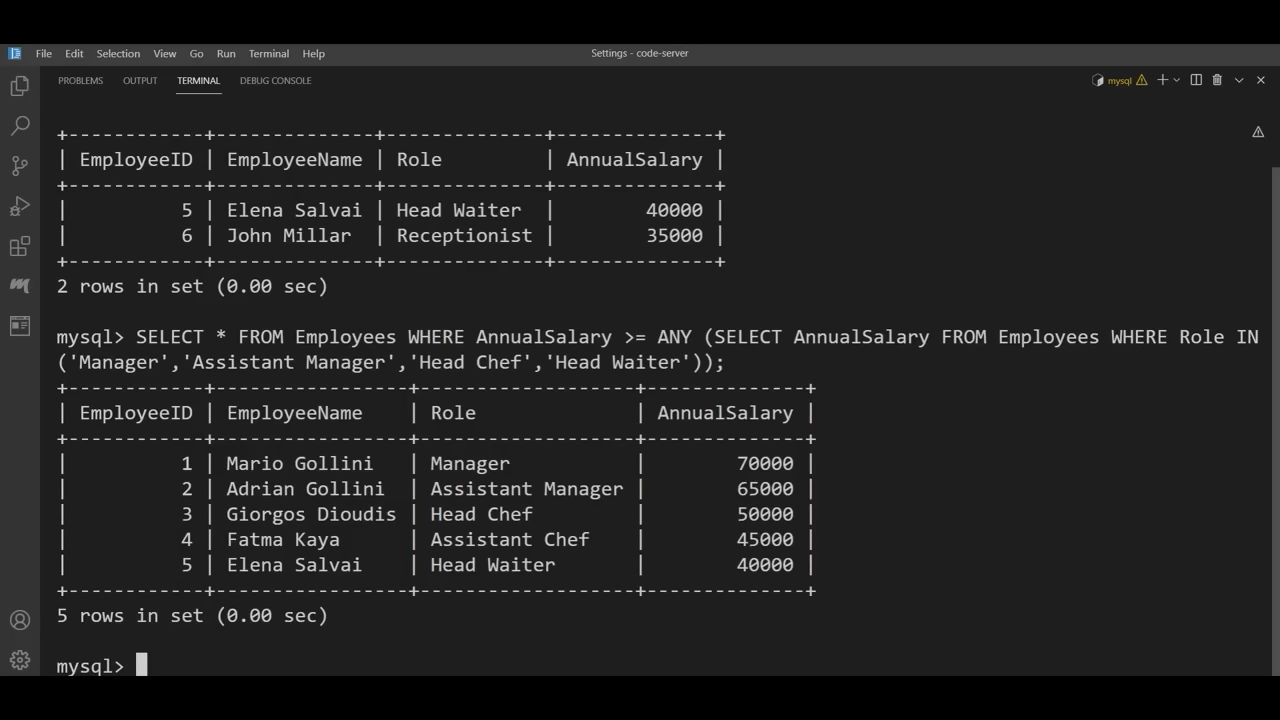 File Edit Selection View Go Run Terminal Help Settings - code-server
PROBLEMS OUTPUT TERMINAL DEBUG CONSOLE mysql
+------------+---------------+--------------+--------------+
| EmployeeID | EmployeeName | Role | AnnualSalary |
+------------+---------------+--------------+--------------+
| 5 | Elena Salvai | Head Waiter | 40000 |
| 6 | John Millar | Receptionist | 35000 |
+------------+---------------+--------------+--------------+
2 rows in set (0.00 sec)
mysql> SELECT * FROM Employees WHERE AnnualSalary >= ANY (SELECT AnnualSalary FROM Employees WHERE Role IN
('Manager','Assistant Manager','Head Chef','Head Waiter'));
+------------+-----------------+-------------------+--------------+
| EmployeeID | EmployeeName | Role | AnnualSalary |
+------------+-----------------+-------------------+--------------+
| 1 | Mario Gollini | Manager | 70000 |
| 2 | Adrian Gollini | Assistant Manager | 65000 |
| 3 | Giorgos Dioudis | Head Chef | 50000 |
| 4 | Fatma Kaya | Assistant Chef | 45000 |
| 5 | Elena Salvai | Head Waiter | 40000 |
+------------+-----------------+-------------------+--------------+
5 rows in set (0.00 sec)
mysql>